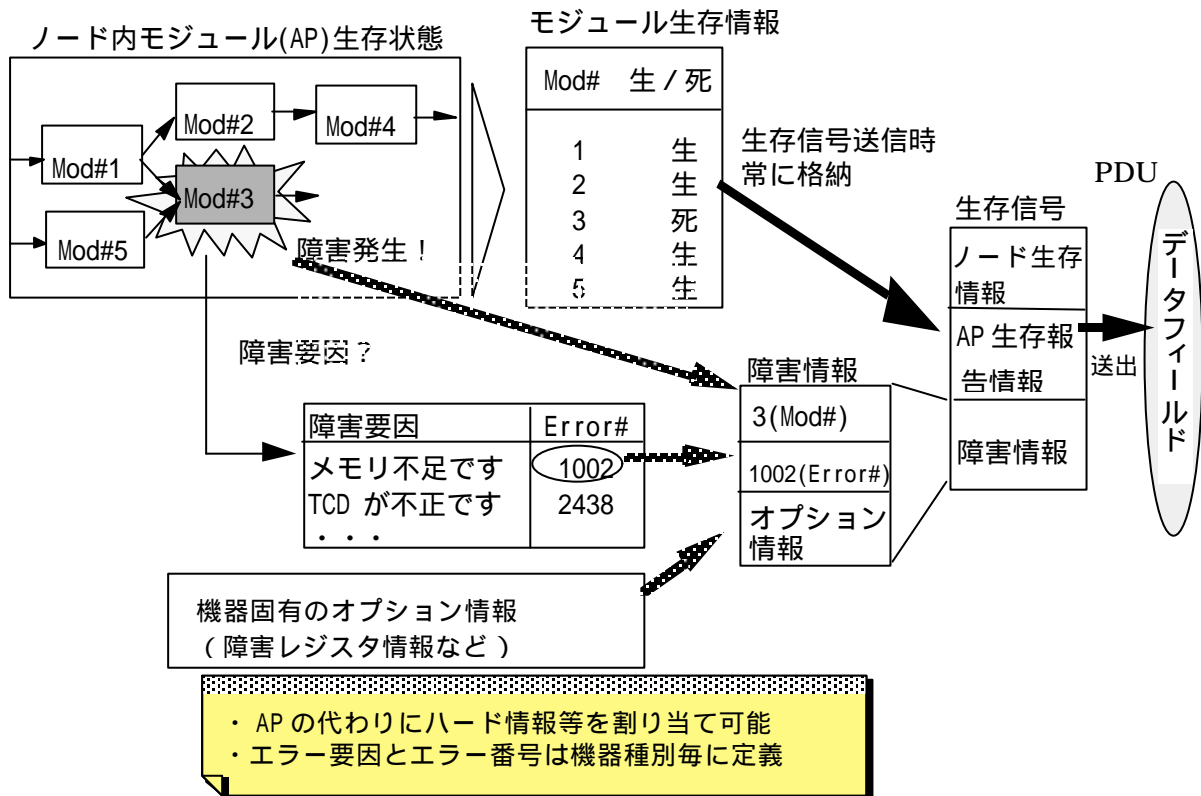 ノード内モジュール(AP)生存状態
Mod#1
Mod#2
Mod#4
Mod#3
Mod#5
障害発生！
障害要因？
モジュール生存情報
Mod# 生/死
1 生
2 生
3 死
4 生
5 生
生存信号送信時
常に格納
PDU
生存信号
ノード生存
情報
AP 生存報
告情報
障害情報
送出
データフィールド
障害情報
3(Mod#)
1002(Error#)
オプション
情報
障害要因 Error#
メモリ不足です 1002
TCD が不正です 2438
・・・
機器固有のオプション情報
(障害レジスタ情報など)
・ AP の代わりにハード情報等を割り当て可能
・エラー要因とエラー番号は機器種別毎に定義